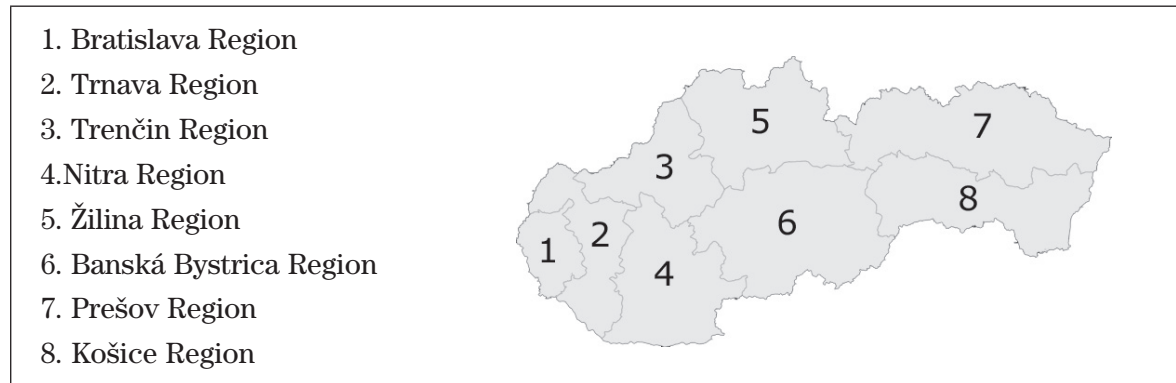 1. Bratislava Region
2. Trnava Region
3. Trenčin Region
4.Nitra Region
5. Žilina Region
6. Banská Bystrica Region
7. Prešov Region
8. Košice Region
5
7
3
8
6
2
1
4